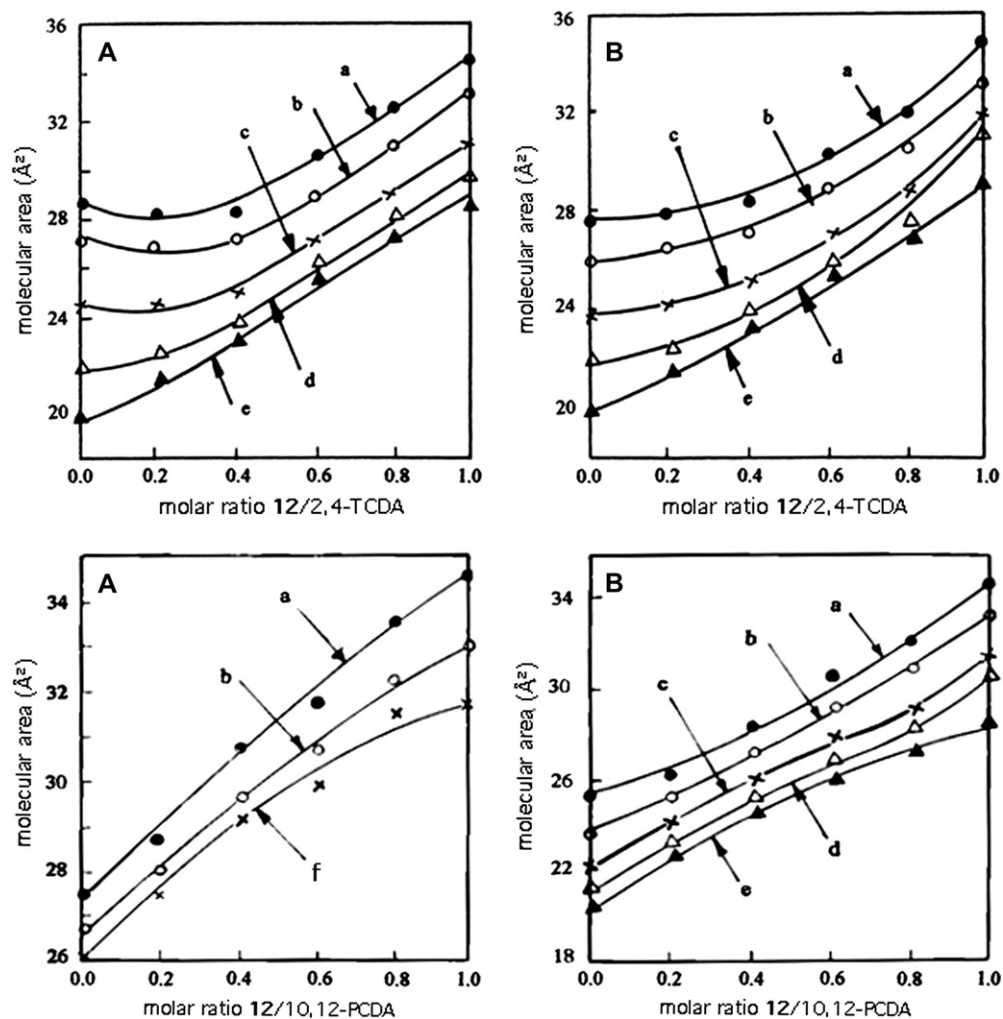 A
molecular area (Å²)
36
32
28
24
20
a
b
c
d
e
0.0 0.2 0.4 0.6 0.8 1.0
molar ratio 12/2,4-TCDA
B
molecular area (Å²)
36
32
28
24
20
a
b
c
d
e
0.0 0.2 0.4 0.6 0.8 1.0
molar ratio 12/2,4-TCDA
A
molecular area (Å²)
34
32
30
28
26
a
b
f
0.0 0.2 0.4 0.6 0.8 1.0
molar ratio 12/10,12-PCDA
B
molecular area (Å²)
34
30
26
22
18
a
b
c
d
e
0.0 0.2 0.4 0.6 0.8 1.0
molar ratio 12/10,12-PCDA